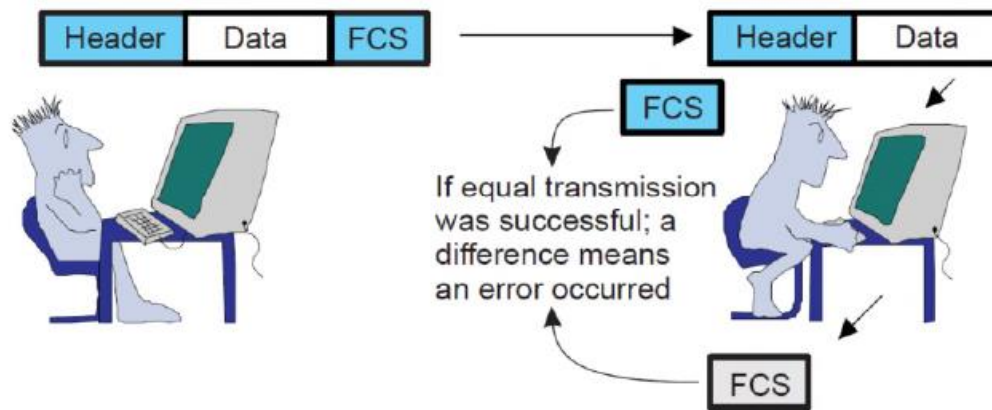 Header Data FCS
Header Data
FCS
If equal transmission
was successful; a
difference means
an error occurred
FCS